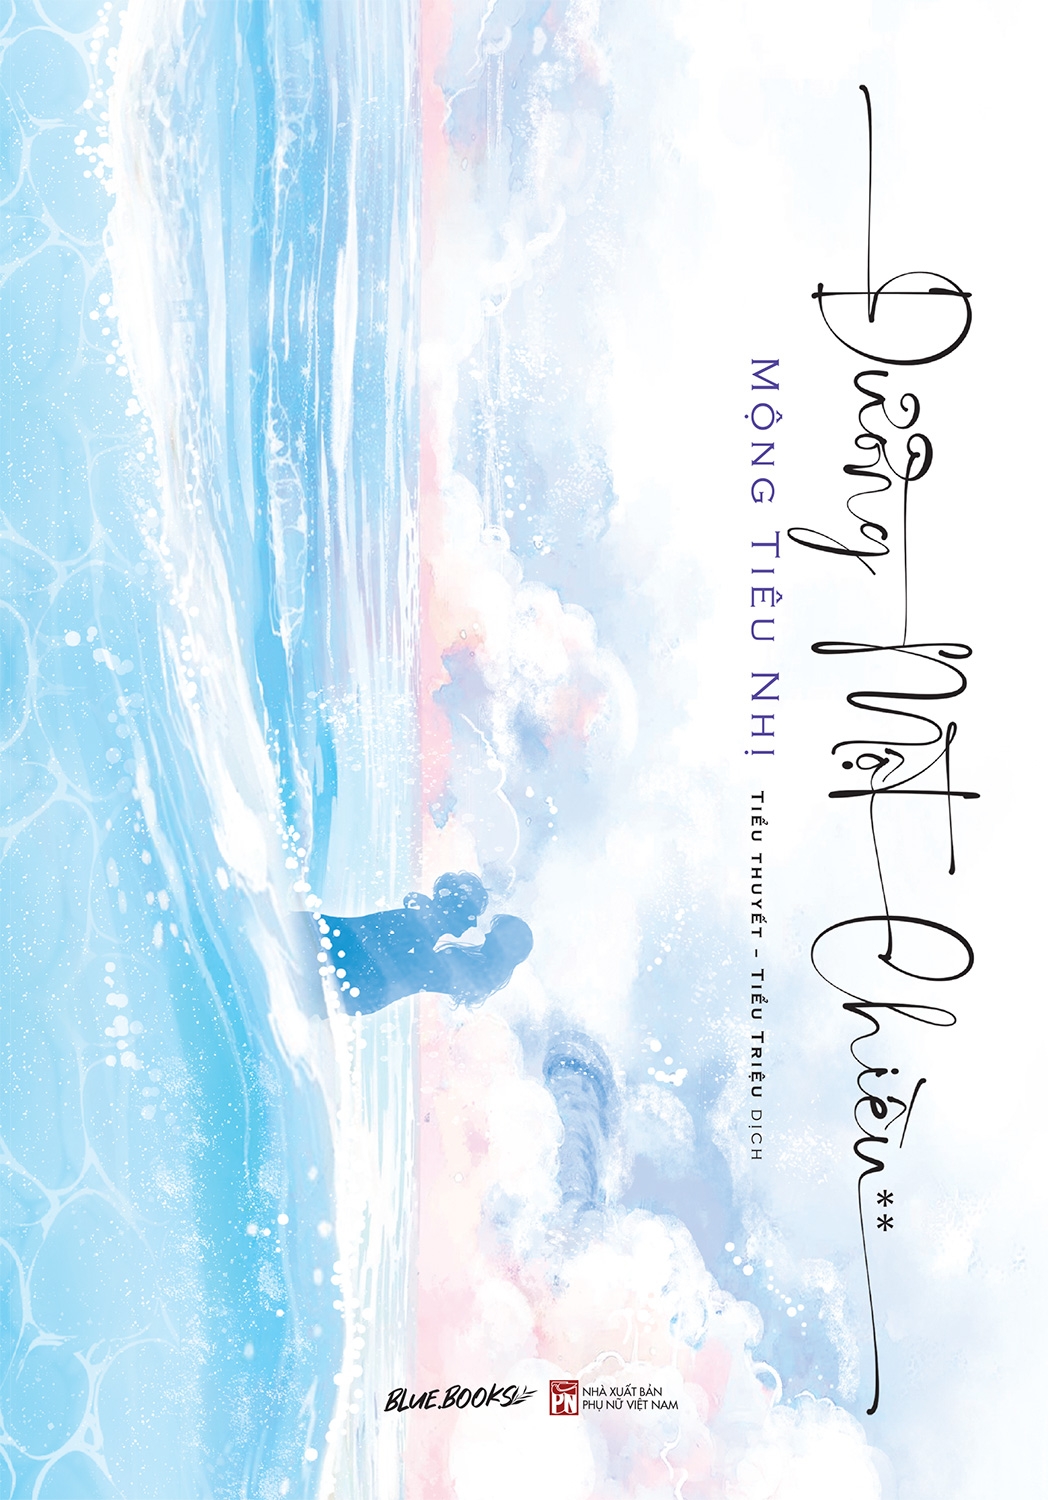 Đường Một Chiều**
MỘNG TIÊU NHỊ
TIỂU THUYẾT - TIỂU TRIỆU DỊCH
BLUE.BOOKS
PN
NHÀ XUẤT BẢN
PHỤ NỮ VIỆT NAM